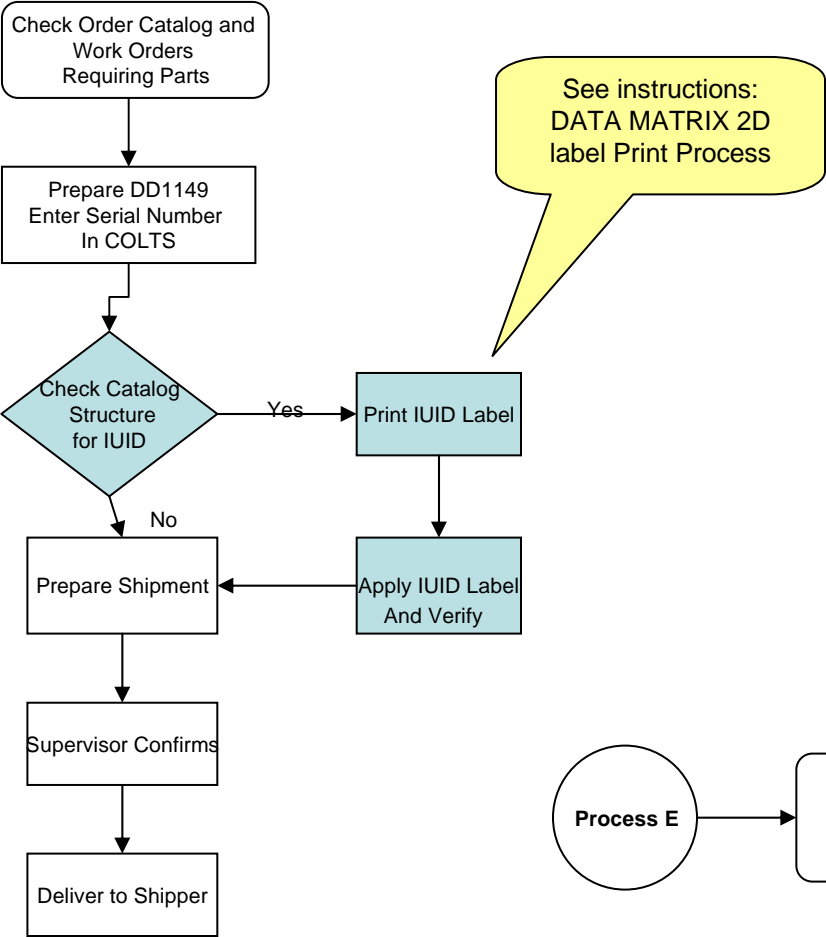 Check Order Catalog and
Work Orders
Requiring Parts
See instructions:
DATA MATRIX 2D
label Print Process
Prepare DD1149
Enter Serial Number
In COLTS
Check Catalog
Structure
for IUID
Yes
Print IUID Label
No
Prepare Shipment
Apply IUID Label
And Verify
Supervisor Confirms
Process E
Deliver to Shipper